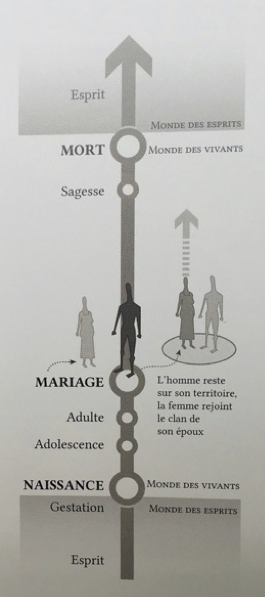 Esprit
MONDE DES ESPRITS
MORT
MONDE DES VIVANTS
Sagesse
MARIAGE
L'homme reste
sur son territoire,
la femme rejoint
le clan de
son époux
Adulte
Adolescence
NAISSANCE
MONDE DES VIVANTS
Gestation
MONDE DES ESPRITS
Esprit